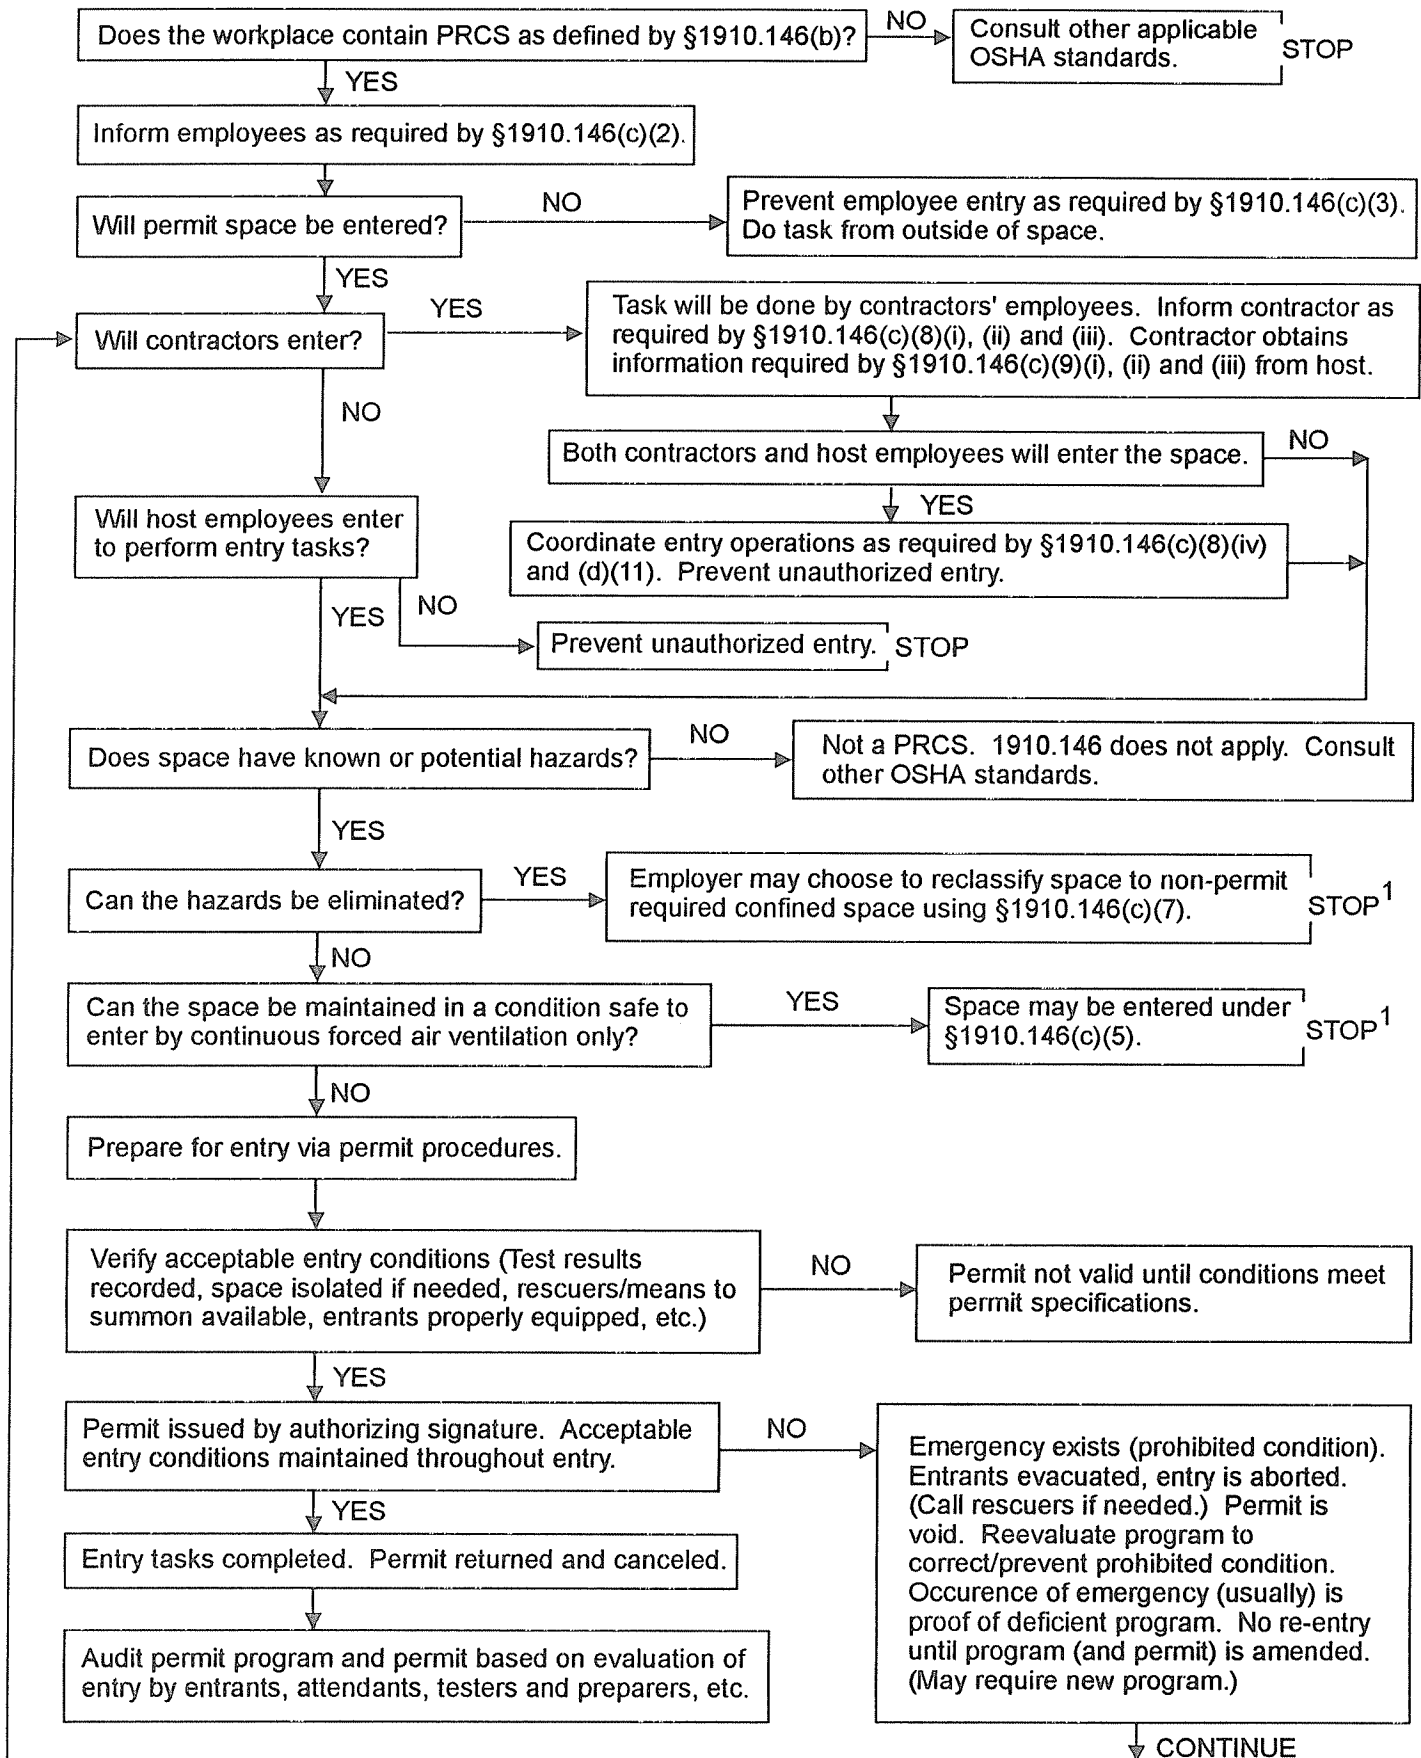 Does the workplace contain PRCS as defined by §1910.146(b)?
NO
Consult other applicable
OSHA standards.
STOP
YES
Inform employees as required by §1910.146(c)(2).
Will permit space be entered?
NO
Prevent employee entry as required by §1910.146(c)(3).
Do task from outside of space.
YES
Will contractors enter?
YES
Task will be done by contractors' employees. Inform contractor as
required by §1910.146(c)(8)(i), (ii) and (iii). Contractor obtains
information required by §1910.146(c)(9)(i), (ii) and (iii) from host.
NO
Both contractors and host employees will enter the space.
NO
YES
Will host employees enter
to perform entry tasks?
Coordinate entry operations as required by §1910.146(c)(8)(iv)
and (d)(11). Prevent unauthorized entry.
YES
NO
Prevent unauthorized entry.
STOP
Does space have known or potential hazards?
NO
Not a PRCS. 1910.146 does not apply. Consult
other OSHA standards.
YES
Can the hazards be eliminated?
YES
Employer may choose to reclassify space to non-permit
required confined space using §1910.146(c)(7).
STOP1
NO
Can the space be maintained in a condition safe to
enter by continuous forced air ventilation only?
YES
Space may be entered under
§1910.146(c)(5).
STOP1
NO
Prepare for entry via permit procedures.
Verify acceptable entry conditions (Test results
recorded, space isolated if needed, rescuers/means to
summon available, entrants properly equipped, etc.)
NO
Permit not valid until conditions meet
permit specifications.
YES
Permit issued by authorizing signature. Acceptable
entry conditions maintained throughout entry.
NO
Emergency exists (prohibited condition).
Entrants evacuated, entry is aborted.
(Call rescuers if needed.) Permit is
void. Reevaluate program to
correct/prevent prohibited condition.
Occurence of emergency (usually) is
proof of deficient program. No re-entry
until program (and permit) is amended.
(May require new program.)
YES
Entry tasks completed. Permit returned and canceled.
Audit permit program and permit based on evaluation of
entry by entrants, attendants, testers and preparers, etc.
CONTINUE